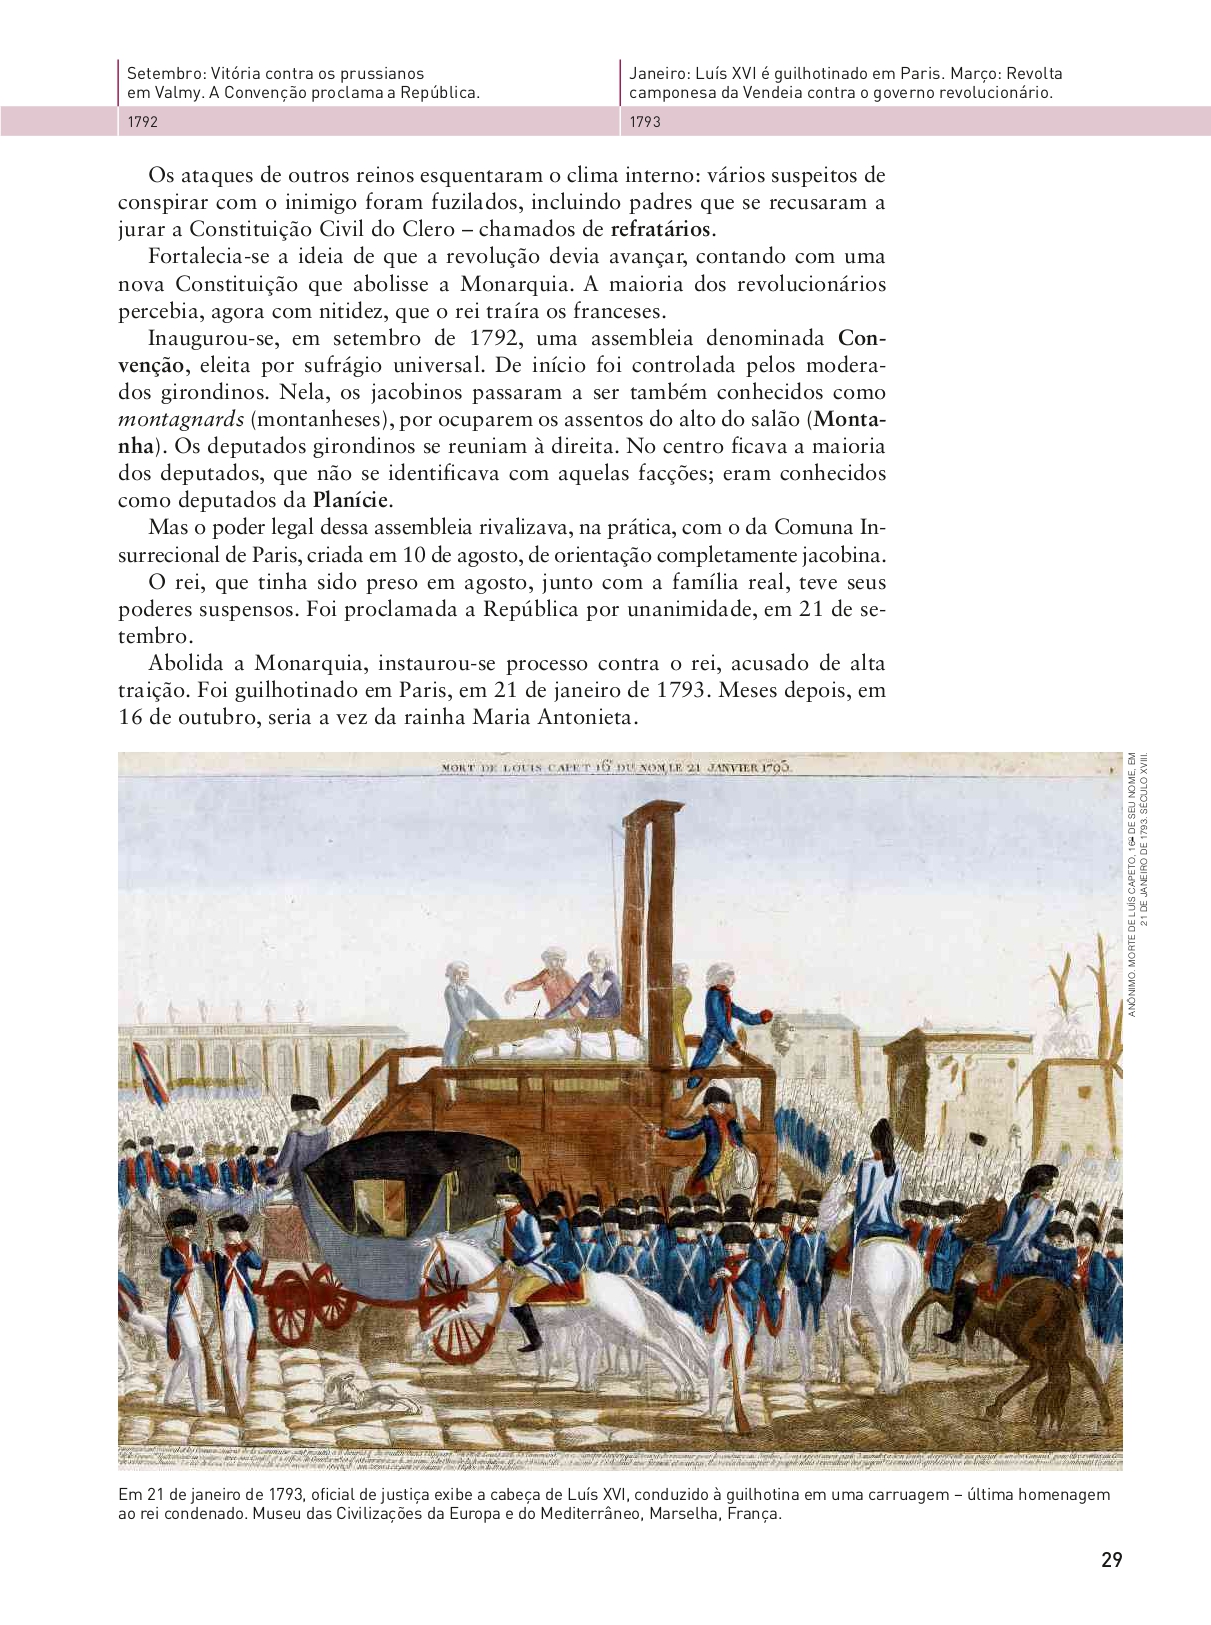 Setembro: Vitória contra os prussianos
em Valmy. A Convenção proclama a República.
1792
Janeiro: Luís XVI é guilhotinado em Paris. Março: Revolta
camponesa da Vendeia contra o governo revolucionário.
1793
Os ataques de outros reinos esquentaram o clima interno: vários suspeitos de
conspirar com o inimigo foram fuzilados, incluindo padres que se recusaram a
jurar a Constituição Civil do Clero – chamados de refratários.
Fortalecia-se a ideia de que a revolução devia avançar, contando com uma
nova Constituição que abolisse a Monarquia. A maioria dos revolucionários
percebia, agora com nitidez, que o rei traíra os franceses.
Inaugurou-se, em setembro de 1792, uma assembleia denominada Con-
venção, eleita por sufrágio universal. De início foi controlada pelos modera-
dos girondinos. Nela, os jacobinos passaram a ser também conhecidos como
montagnards (montanheses), por ocuparem os assentos do alto do salão (Monta-
nha). Os deputados girondinos se reuniam à direita. No centro ficava a maioria
dos deputados, que não se identificava com aquelas facções; eram conhecidos
como deputados da Planície.
Mas o poder legal dessa assembleia rivalizava, na prática, com o da Comuna In-
surrecional de Paris, criada em 10 de agosto, de orientação completamente jacobina.
O rei, que tinha sido preso em agosto, junto com a família real, teve seus
poderes suspensos. Foi proclamada a República por unanimidade, em 21 de se-
tembro.
Abolida a Monarquia, instaurou-se processo contra o rei, acusado de alta
traição. Foi guilhotinado em Paris, em 21 de janeiro de 1793. Meses depois, em
16 de outubro, seria a vez da rainha Maria Antonieta.
MORT DE LOUIS CAPET 16e DU NOM, LE 21 JANVIER 1793.
ANÔNIMO. MORTE DE LUÍS CAPETO, 16º DE SEU NOME, EM
21 DE JANEIRO DE 1793. SÉCULO XVIII.
Em 21 de janeiro de 1793, oficial de justiça exibe a cabeça de Luís XVI, conduzido à guilhotina em uma carruagem – última homenagem
ao rei condenado. Museu das Civilizações da Europa e do Mediterrâneo, Marselha, França.
29